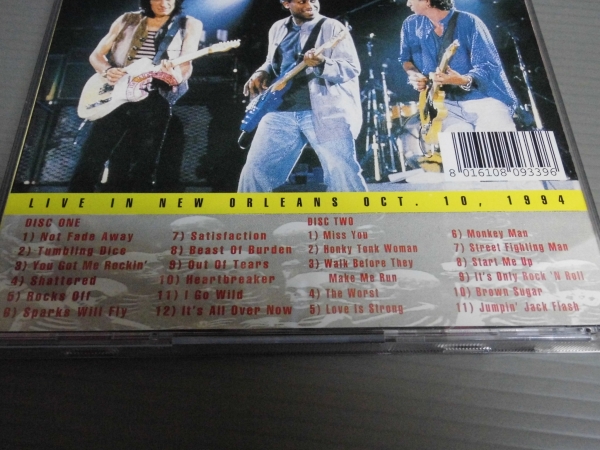 8 016108 093396
LIVE IN NEW ORLEANS OCT. 10, 1994
DISC ONE
1) Not Fade Away
2) Tumbling Dice
3) You Got Me Rockin'
4) Shattered
5) Rocks Off
6) Sparks Will Fly
7) Satisfaction
8) Beast Of Burden
9) Out Of Tears
10) Heartbreaker
11) I Go Wild
12) It's All Over Now
DISC TWO
1) Miss You
2) Honky Tonk Woman
3) Walk Before They
Make Me Run
4) The Worst
5) Love Is Strong
6) Monkey Man
7) Street Fighting Man
8) Start Me Up
9) It's Only Rock 'N Roll
10) Brown Sugar
11) Jumpin' Jack Flash